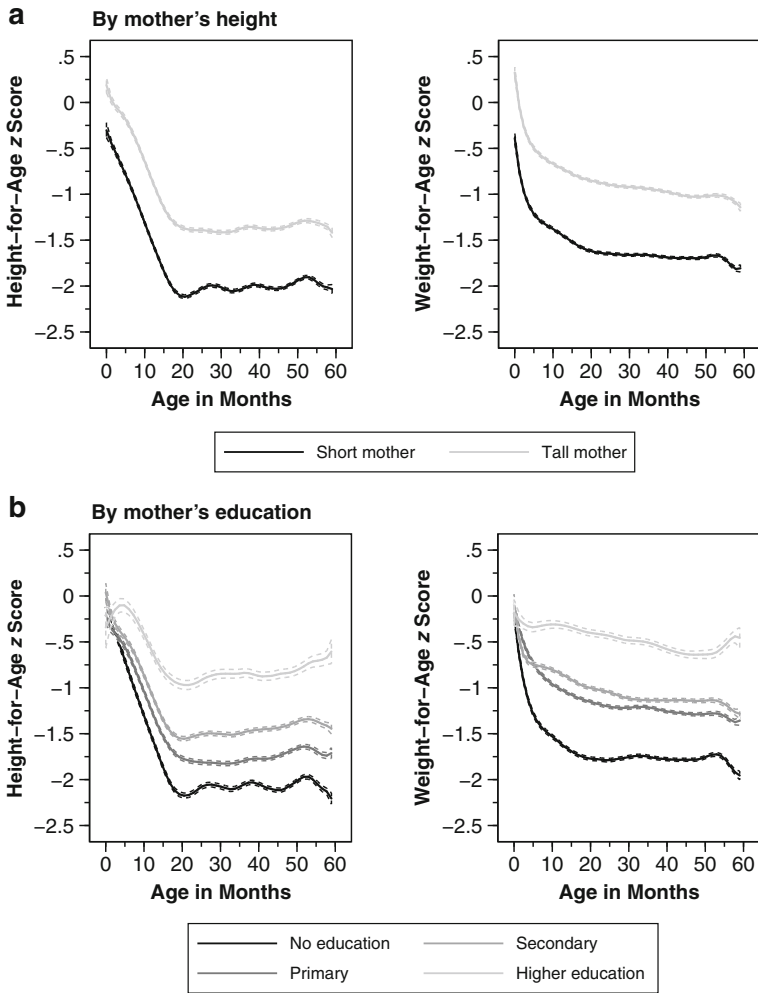 a
By mother's height
Height–for–Age z Score
.5
0
−.5
−1
−1.5
−2
−2.5
0 10 20 30 40 50 60
Age in Months
Weight–for–Age z Score
.5
0
−.5
−1
−1.5
−2
−2.5
0 10 20 30 40 50 60
Age in Months
Short mother
Tall mother
b
By mother's education
Height–for–Age z Score
.5
0
−.5
−1
−1.5
−2
−2.5
0 10 20 30 40 50 60
Age in Months
Weight–for–Age z Score
.5
0
−.5
−1
−1.5
−2
−2.5
0 10 20 30 40 50 60
Age in Months
No education
Secondary
Primary
Higher education